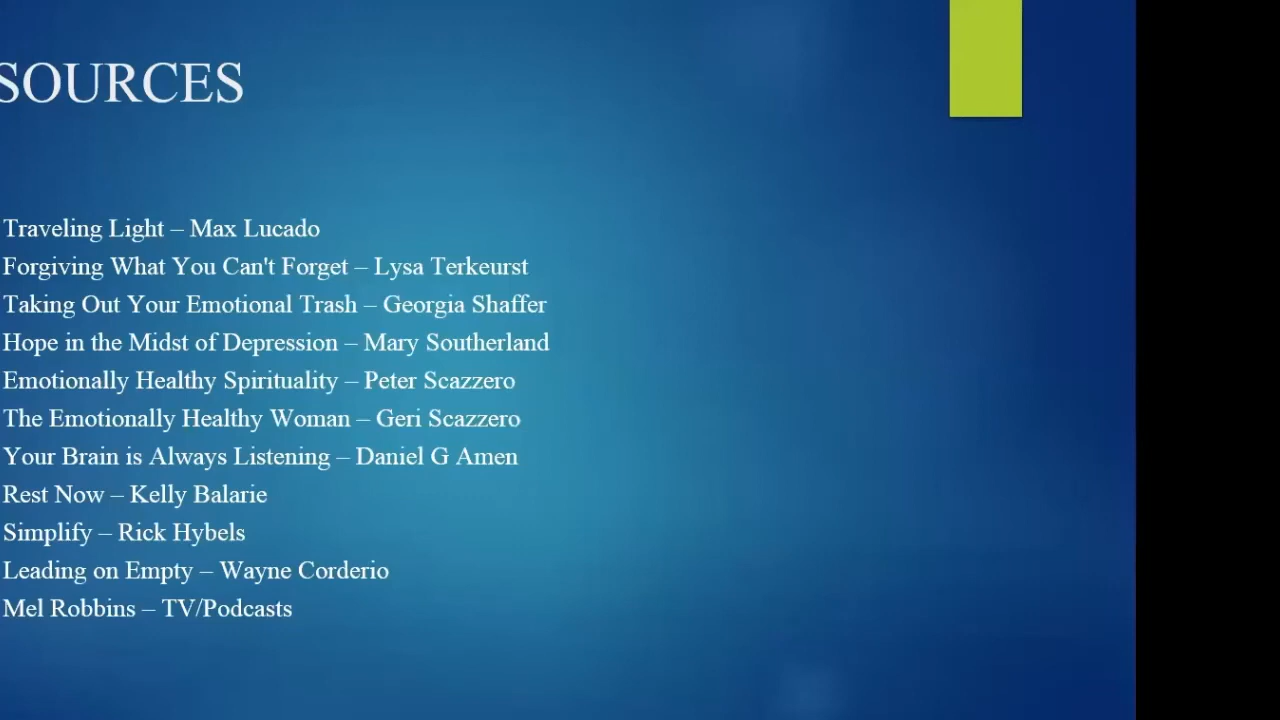 SOURCES
Traveling Light – Max Lucado
Forgiving What You Can't Forget – Lysa Terkeurst
Taking Out Your Emotional Trash – Georgia Shaffer
Hope in the Midst of Depression – Mary Southerland
Emotionally Healthy Spirituality – Peter Scazzero
The Emotionally Healthy Woman – Geri Scazzero
Your Brain is Always Listening – Daniel G Amen
Rest Now – Kelly Balarie
Simplify – Rick Hybels
Leading on Empty – Wayne Corderio
Mel Robbins – TV/Podcasts